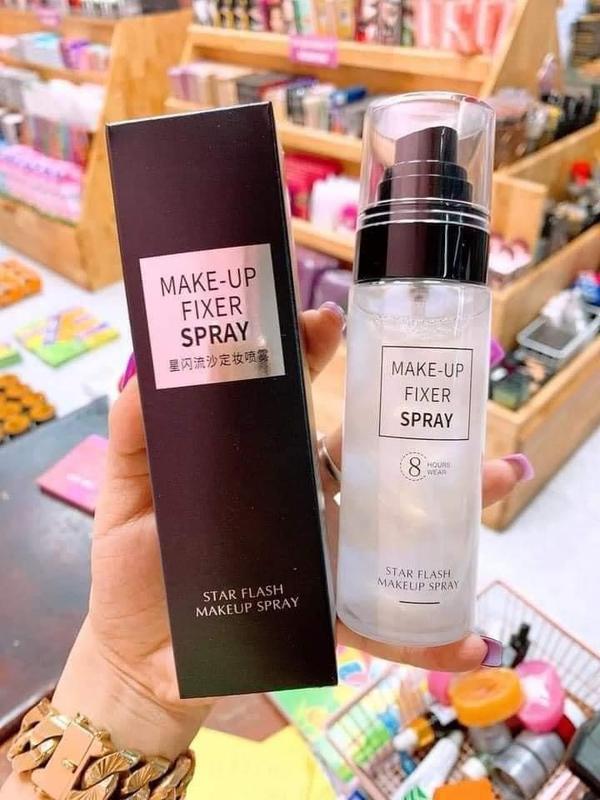 MAKE-UP
FIXER
SPRAY
星闪流沙定妆喷雾
STAR FLASH
MAKEUP SPRAY
MAKE-UP
FIXER
SPRAY
8 HOURS
WEAR
STAR FLASH
MAKEUP SPRAY